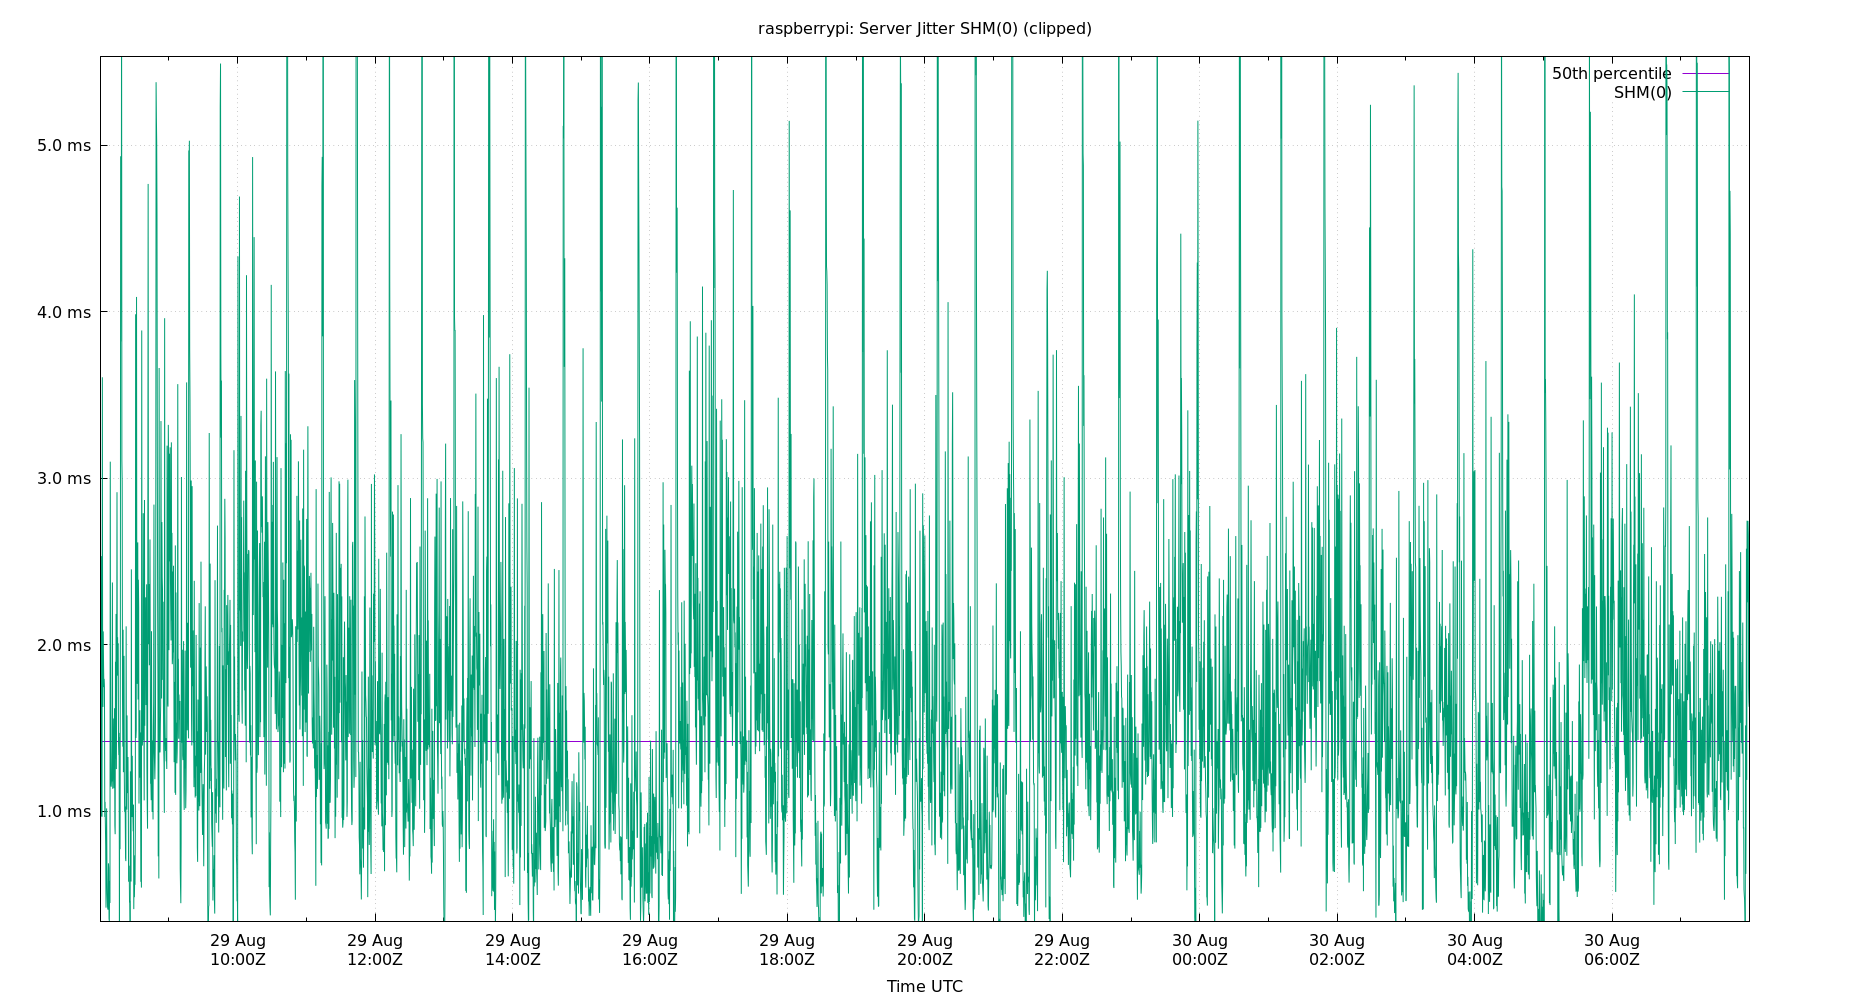 raspberrypi: Server Jitter SHM(0) (clipped)
50th percentile
SHM(0)
5.0 ms
4.0 ms
3.0 ms
2.0 ms
1.0 ms
29 Aug 29 Aug 29 Aug 29 Aug 29 Aug 29 Aug 29 Aug 30 Aug 30 Aug 30 Aug 30 Aug
10:00Z 12:00Z 14:00Z 16:00Z 18:00Z 20:00Z 22:00Z 00:00Z 02:00Z 04:00Z 06:00Z
Time UTC